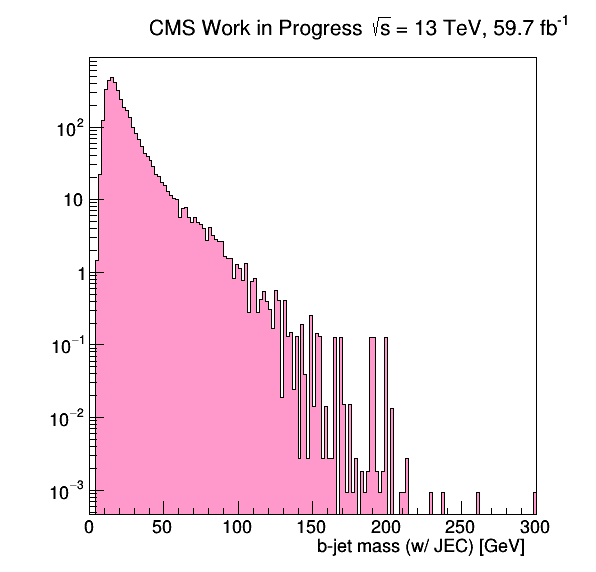 CMS Work in Progress √s = 13 TeV, 59.7 fb⁻¹
10²
10
1
10⁻¹
10⁻²
10⁻³
0 50 100 150 200 250 300
b-jet mass (w/ JEC) [GeV]